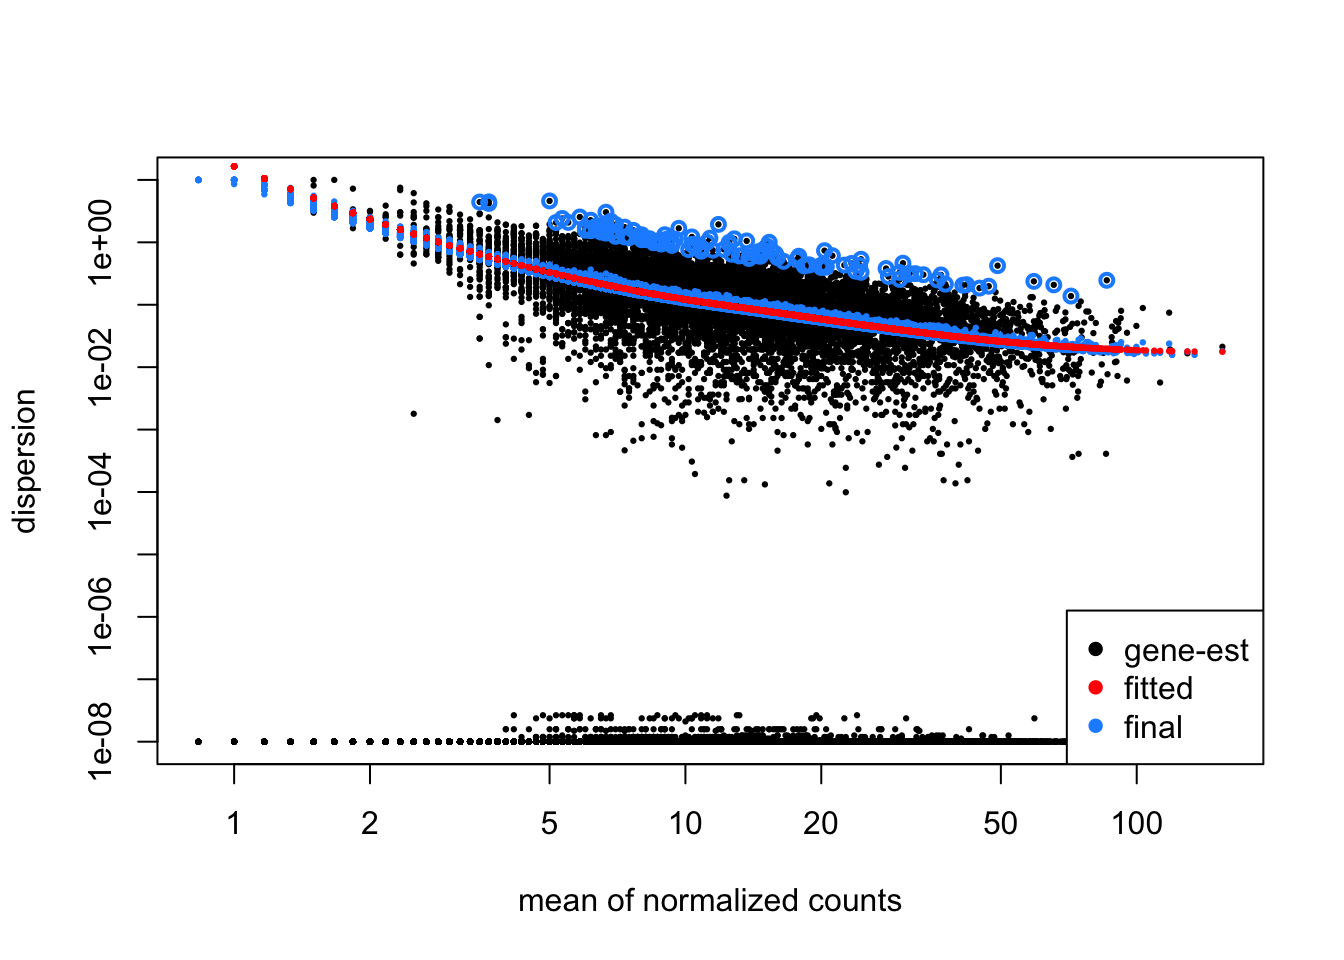 dispersion
1e+00
1e-02
1e-04
1e-06
1e-08
gene-est
fitted
final
1 2 5 10 20 50 100
mean of normalized counts